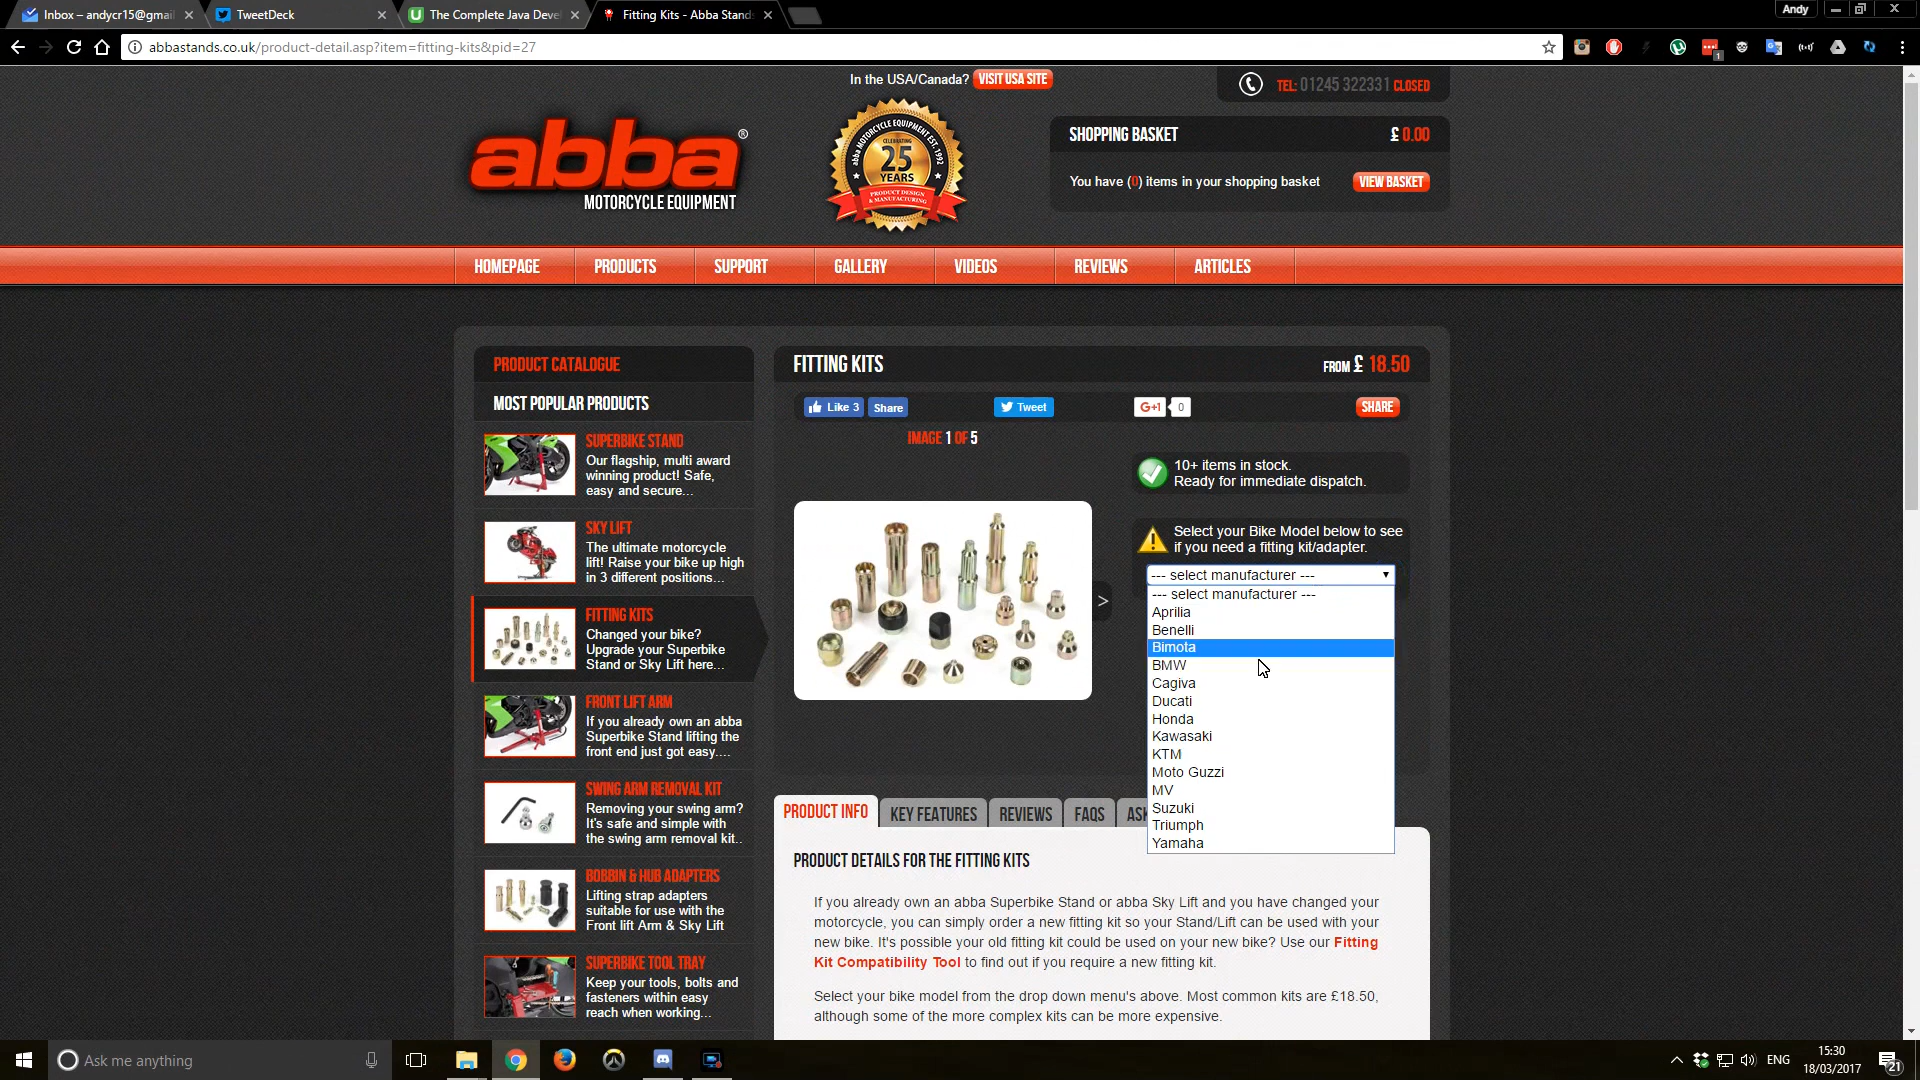 Inbox – andycr15@gmai
TweetDeck
The Complete Java Deve
Fitting Kits - Abba Stand
Andy
abbastands.co.uk/product-detail.asp?item=fitting-kits&pid=27
In the USA/Canada? VISIT USA SITE
TEL: 01245 322331 CLOSED
abba®
MOTORCYCLE EQUIPMENT
abba MOTORCYCLE EQUIPMENT EST. 1992
CELEBRATING
25
YEARS
PRODUCT DESIGN
& MANUFACTURING
SHOPPING BASKET £ 0.00
You have (0) items in your shopping basket VIEW BASKET
HOMEPAGE PRODUCTS SUPPORT GALLERY VIDEOS REVIEWS ARTICLES
PRODUCT CATALOGUE
MOST POPULAR PRODUCTS
SUPERBIKE STAND
Our flagship, multi award
winning product! Safe,
easy and secure...
SKY LIFT
The ultimate motorcycle
lift! Raise your bike up high
in 3 different positions...
FITTING KITS
Changed your bike?
Upgrade your Superbike
Stand or Sky Lift here...
FRONT LIFT ARM
If you already own an abba
Superbike Stand lifting the
front end just got easy....
SWING ARM REMOVAL KIT
Removing your swing arm?
It's safe and simple with
the swing arm removal kit..
BOBBIN & HUB ADAPTERS
Lifting strap adapters
suitable for use with the
Front lift Arm & Sky Lift
SUPERBIKE TOOL TRAY
Keep your tools, bolts and
fasteners within easy
reach when working...
FITTING KITS FROM £ 18.50
Like 3 Share Tweet G+1 0 SHARE
IMAGE 1 OF 5
>
10+ items in stock.
Ready for immediate dispatch.
Select your Bike Model below to see
if you need a fitting kit/adapter.
--- select manufacturer ---
--- select manufacturer ---
Aprilia
Benelli
Bimota
BMW
Cagiva
Ducati
Honda
Kawasaki
KTM
Moto Guzzi
MV
Suzuki
Triumph
Yamaha
PRODUCT INFO KEY FEATURES REVIEWS FAQS ASK
PRODUCT DETAILS FOR THE FITTING KITS
If you already own an abba Superbike Stand or abba Sky Lift and you have changed your
motorcycle, you can simply order a new fitting kit so your Stand/Lift can be used with your
new bike. It's possible your old fitting kit could be used on your new bike? Use our Fitting
Kit Compatibility Tool to find out if you require a new fitting kit.
Select your bike model from the drop down menu's above. Most common kits are £18.50,
although some of the more complex kits can be more expensive.
Ask me anything
ENG
15:30
18/03/2017
21